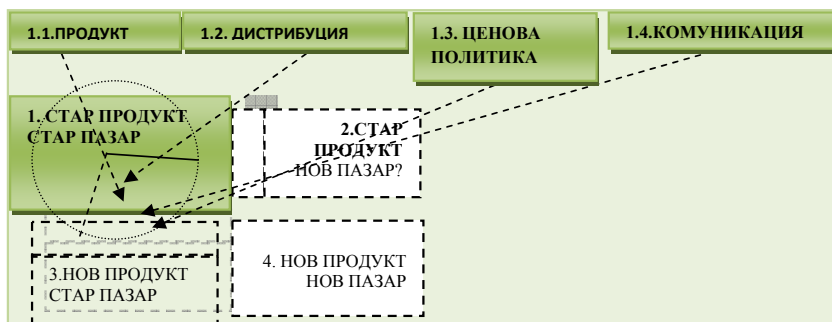 1.1.ПРОДУКТ
1.2. ДИСТРИБУЦИЯ
1.3. ЦЕНОВА
ПОЛИТИКА
1.4.КОМУНИКАЦИЯ
1. СТАР ПРОДУКТ
СТАР ПАЗАР
2.СТАР
ПРОДУКТ
НОВ ПАЗАР?
3.НОВ ПРОДУКТ
СТАР ПАЗАР
4. НОВ ПРОДУКТ
НОВ ПАЗАР